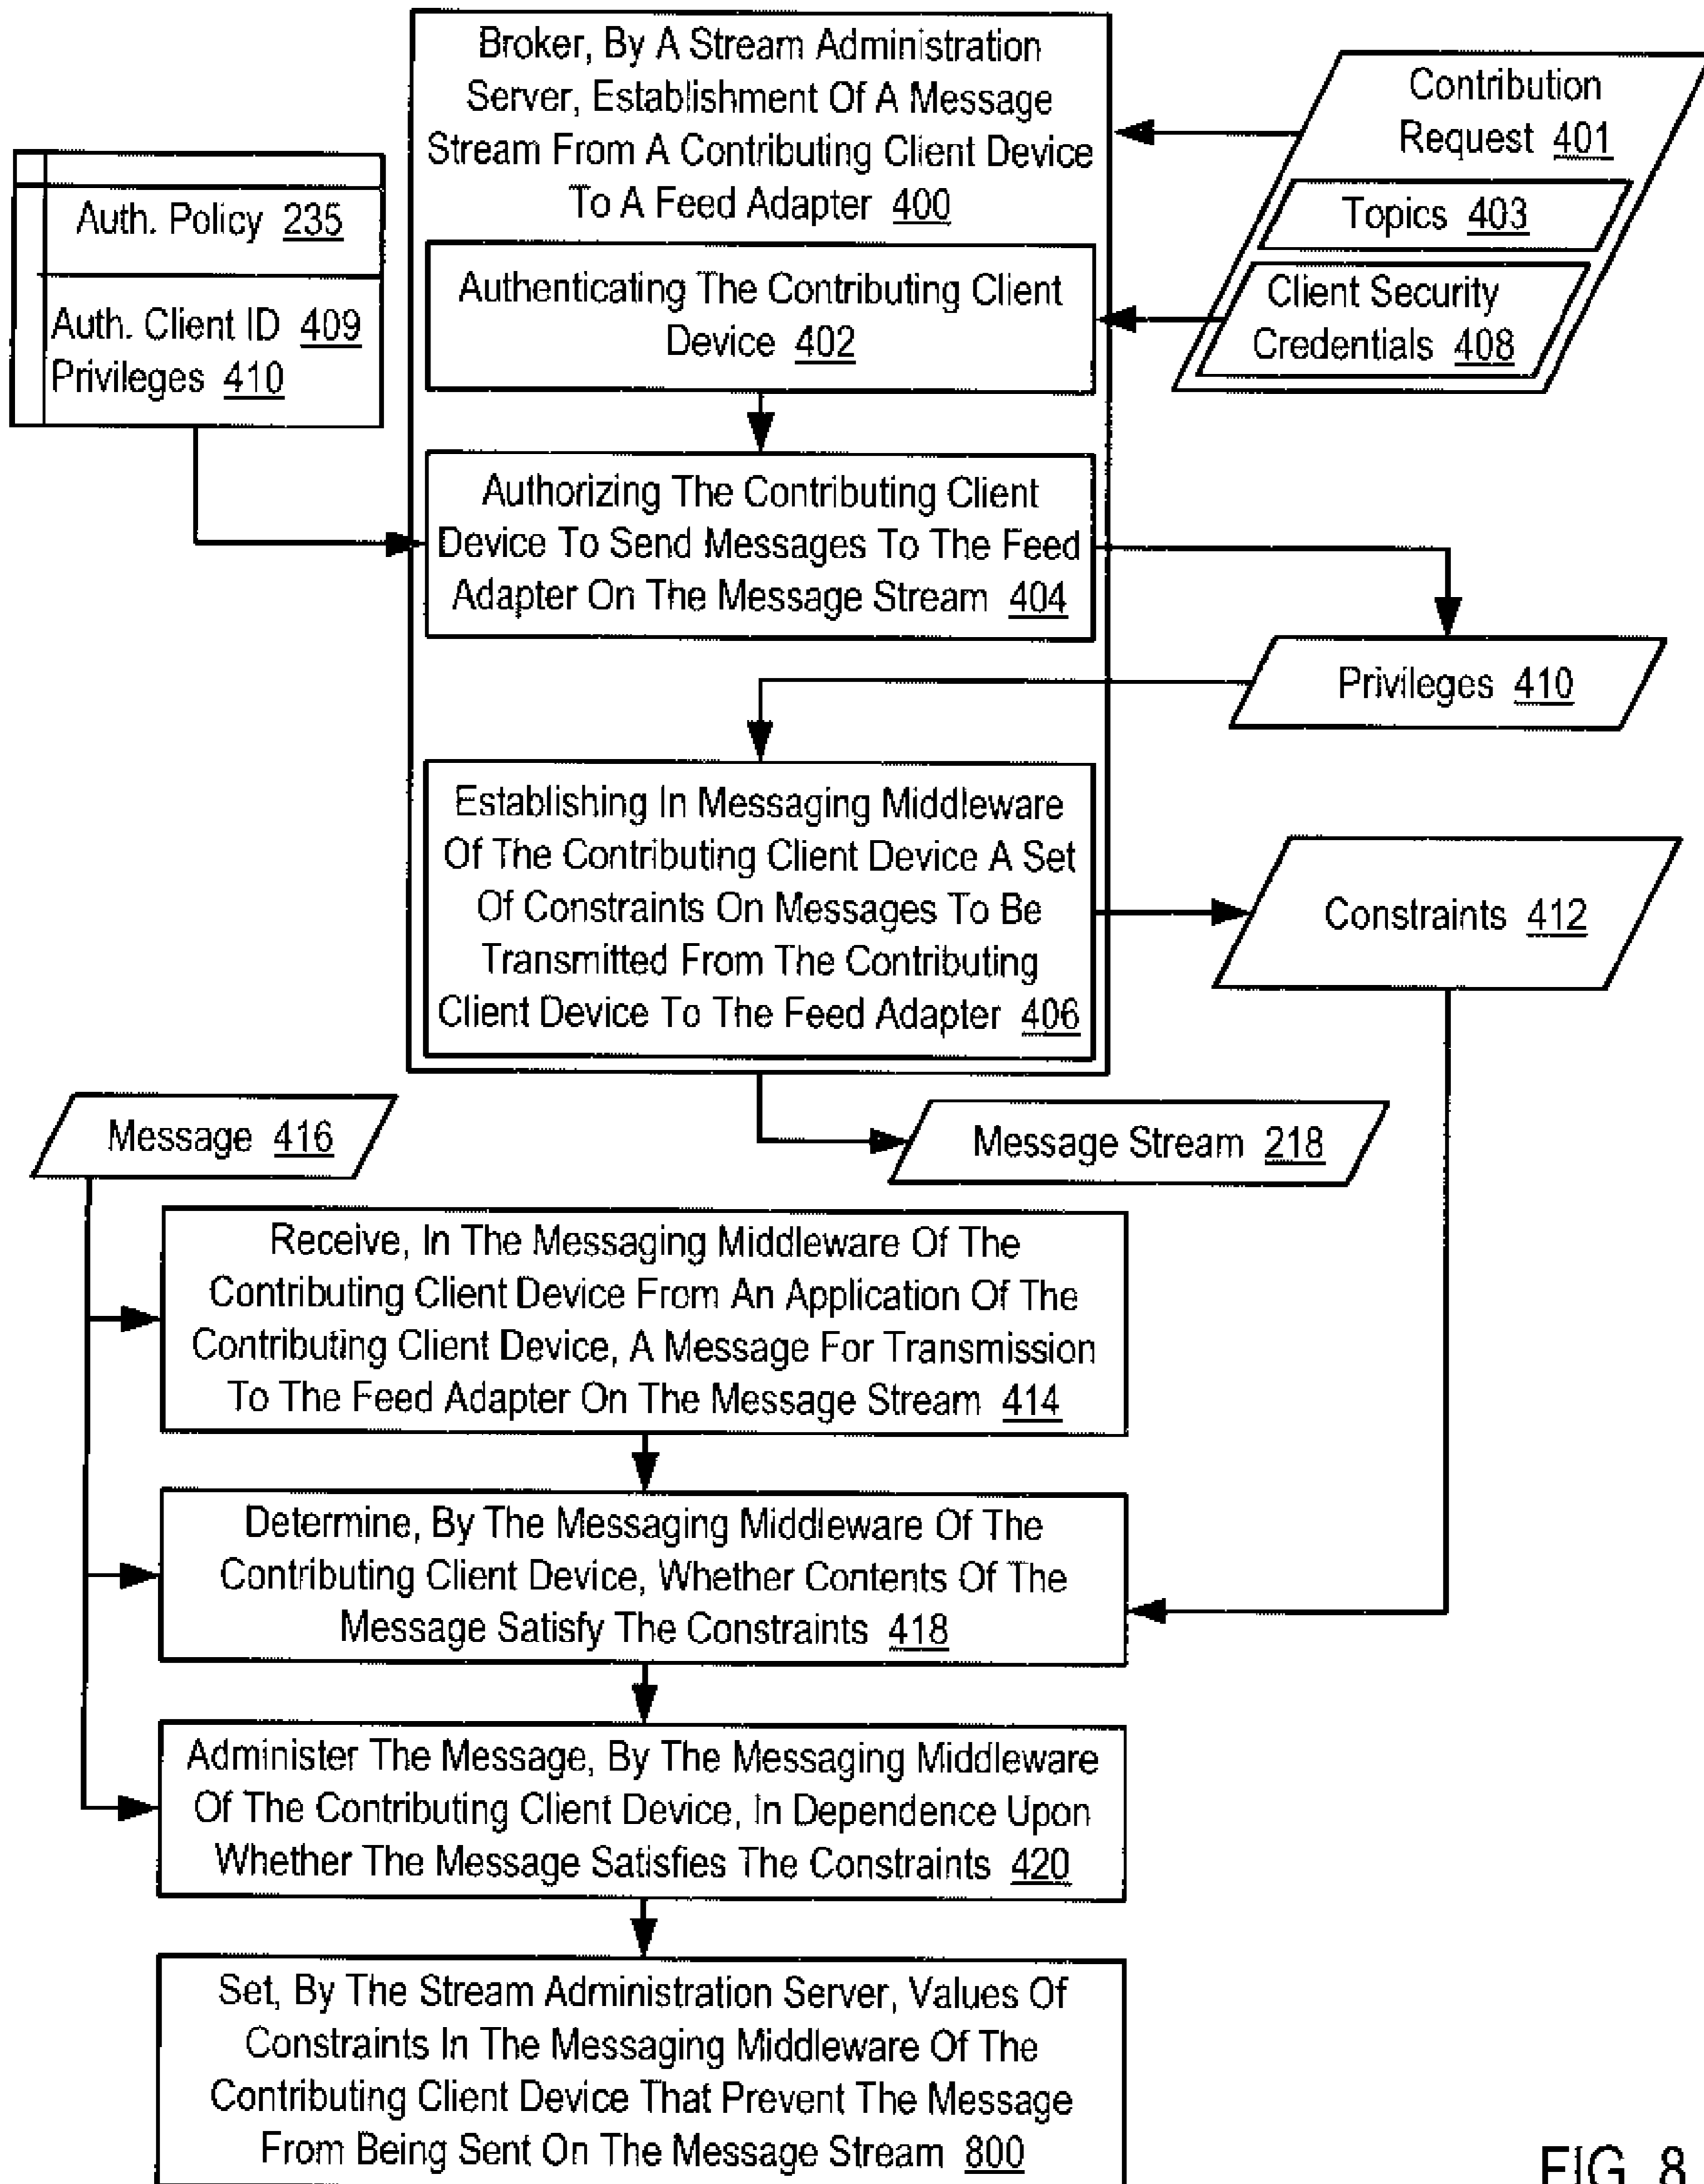 Broker, By A Stream Administration
Server, Establishment Of A Message
Stream From A Contributing Client Device
To A Feed Adapter 400
Contribution
Request 401
Topics 403
Client Security
Credentials 408
Auth. Policy 235
Auth. Client ID 409
Privileges 410
Authenticating The Contributing Client
Device 402
Authorizing The Contributing Client
Device To Send Messages To The Feed
Adapter On The Message Stream 404
Privileges 410
Establishing In Messaging Middleware
Of The Contributing Client Device A Set
Of Constraints On Messages To Be
Transmitted From The Contributing
Client Device To The Feed Adapter 406
Constraints 412
Message 416
Message Stream 218
Receive, In The Messaging Middleware Of The
Contributing Client Device From An Application Of The
Contributing Client Device, A Message For Transmission
To The Feed Adapter On The Message Stream 414
Determine, By The Messaging Middleware Of The
Contributing Client Device, Whether Contents Of The
Message Satisfy The Constraints 418
Administer The Message, By The Messaging Middleware
Of The Contributing Client Device, In Dependence Upon
Whether The Message Satisfies The Constraints 420
Set, By The Stream Administration Server, Values Of
Constraints In The Messaging Middleware Of The
Contributing Client Device That Prevent The Message
From Being Sent On The Message Stream 800
FIG. 8